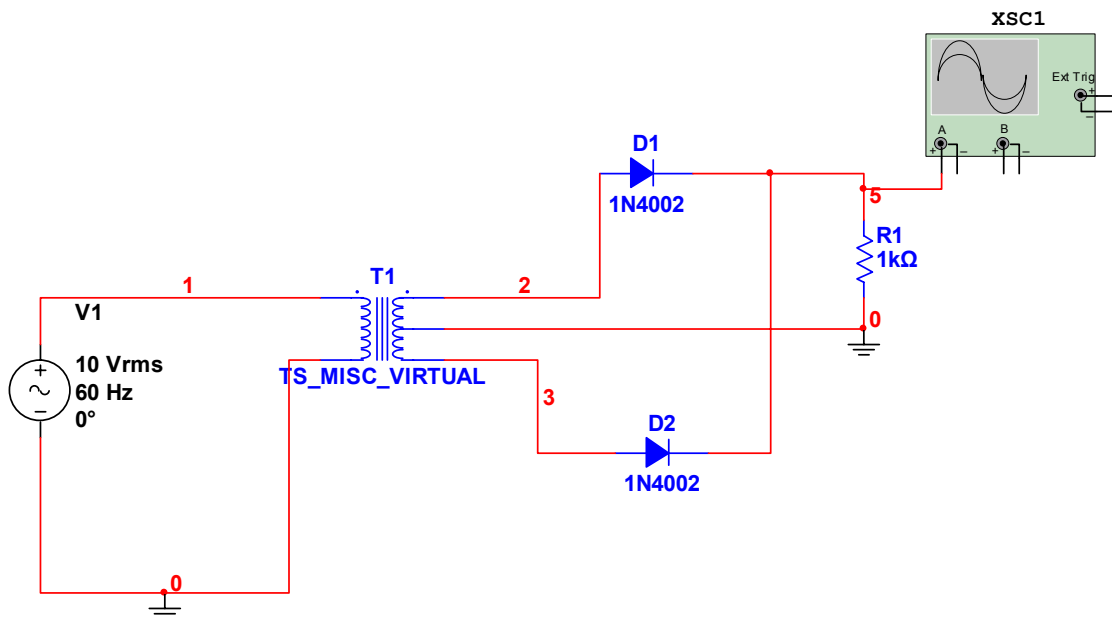 XSC1
Ext Trig
+
−
A
B
+
−
+
−
D1
1N4002
5
R1
1kΩ
T1
1
2
V1
0
+
−
10 Vrms
60 Hz
0°
TS_MISC_VIRTUAL
3
D2
1N4002
0